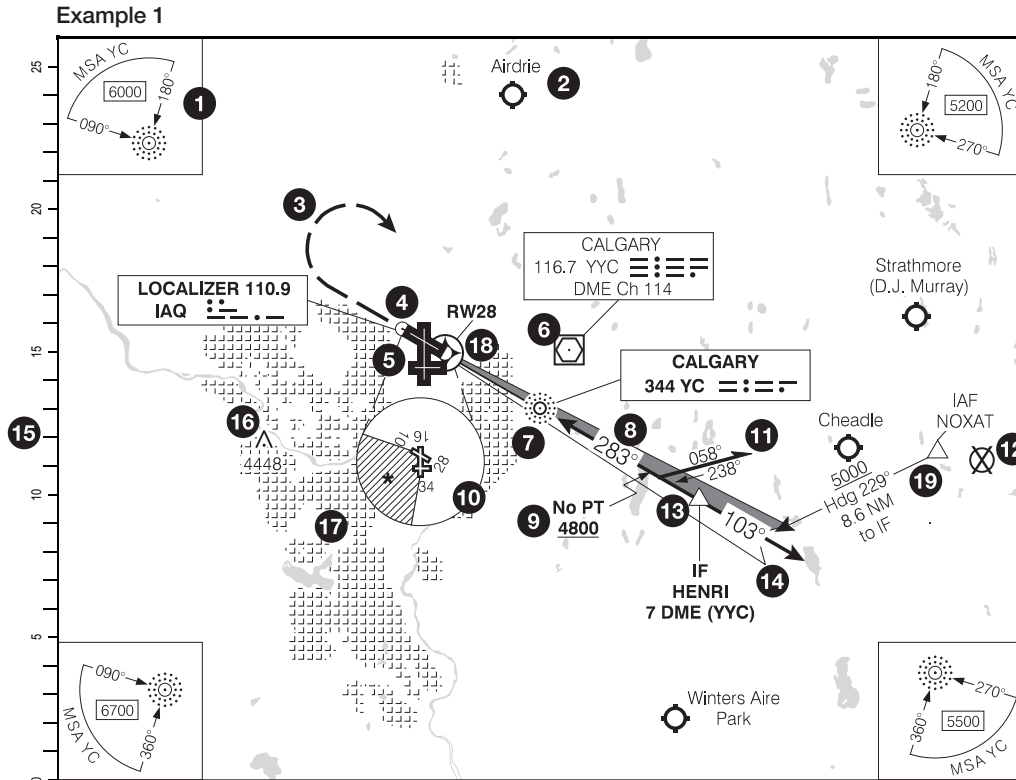 Example 1
25
20
15
10
5
0
MSA YC
6000
180°
090°
1
Airdrie
2
MSA YC
5200
180°
270°
3
CALGARY
116.7 YYC
DME Ch 114
Strathmore
(D.J. Murray)
LOCALIZER 110.9
IAQ
4
RW28
5
18
6
CALGARY
344 YC
15
16
4448
7
8
283°
058°
238°
11
Cheadle
IAF
NOXAT
12
5000
Hdg 229°
8.6 NM
to IF
19
10
16
28
34
*
10
No PT
4800
9
13
103°
14
17
IF
HENRI
7 DME (YYC)
090°
6700
360°
MSA YC
Winters Aire
Park
270°
5500
360°
MSA YC